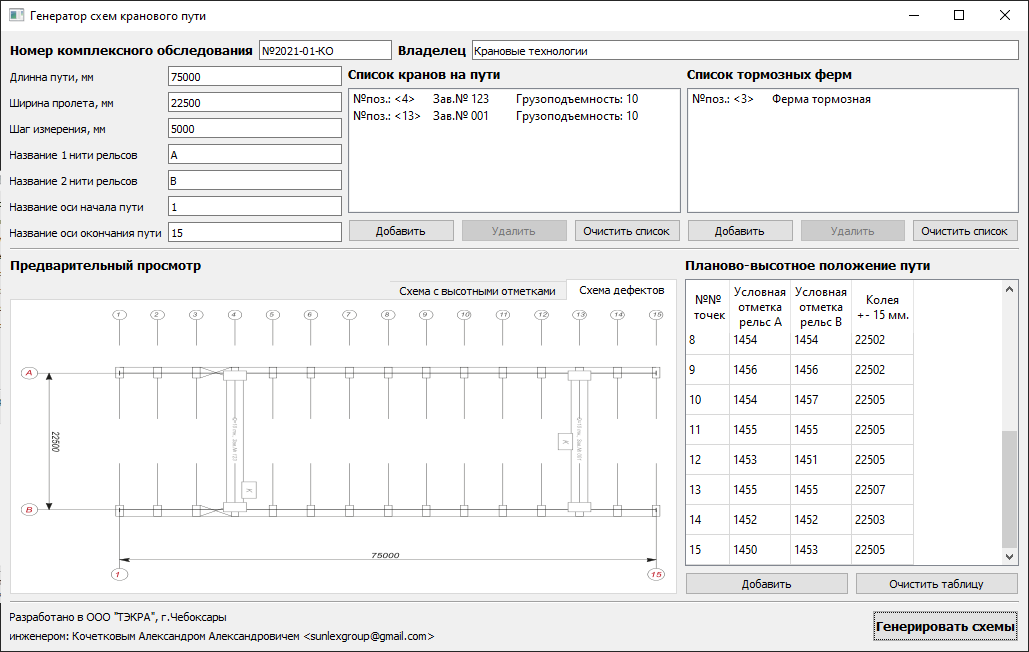 Генератор схем кранового пути
Номер комплексного обследования №2021-01-КО Владелец Крановые технологии
Длинна пути, мм 75000
Ширина пролета, мм 22500
Шаг измерения, мм 5000
Название 1 нити рельсов А
Название 2 нити рельсов В
Название оси начала пути 1
Название оси окончания пути 15
Список кранов на пути
№поз.: <4> Зав.№ 123 Грузоподъемность: 10
№поз.: <13> Зав.№ 001 Грузоподъемность: 10
Добавить Удалить Очистить список
Список тормозных ферм
№поз.: <3> Ферма тормозная
Добавить Удалить Очистить список
Предварительный просмотр
Схема с высотными отметками Схема дефектов
1 2 3 4 5 6 7 8 9 10 11 12 13 14 15
А
22500
К
К
В
75000
1 15
Планово-высотное положение пути
№№ точек Условная отметка рельс А Условная отметка рельс В Колея +- 15 мм.
8 1454 1454 22502
9 1456 1456 22502
10 1454 1457 22505
11 1455 1455 22505
12 1453 1451 22505
13 1455 1455 22507
14 1452 1452 22503
15 1450 1453 22505
Добавить Очистить таблицу
Разработано в ООО "ТЭКРА", г.Чебоксары
инженером: Кочетковым Александром Александровичем <sunlexgroup@gmail.com>
Генерировать схемы